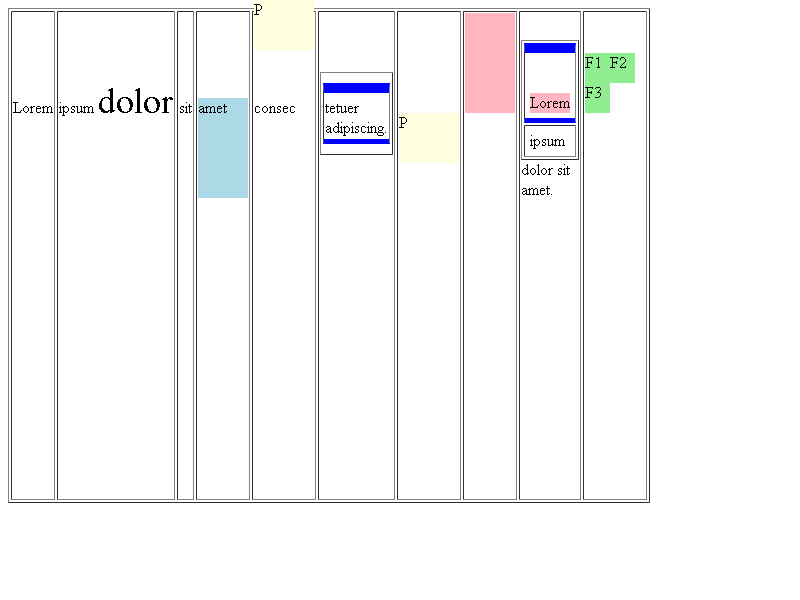 Lorem
ipsum dolor
sit
amet
P
consec
tetuer
adipiscing.
P
Lorem
ipsum
dolor sit
amet.
F1 F2
F3